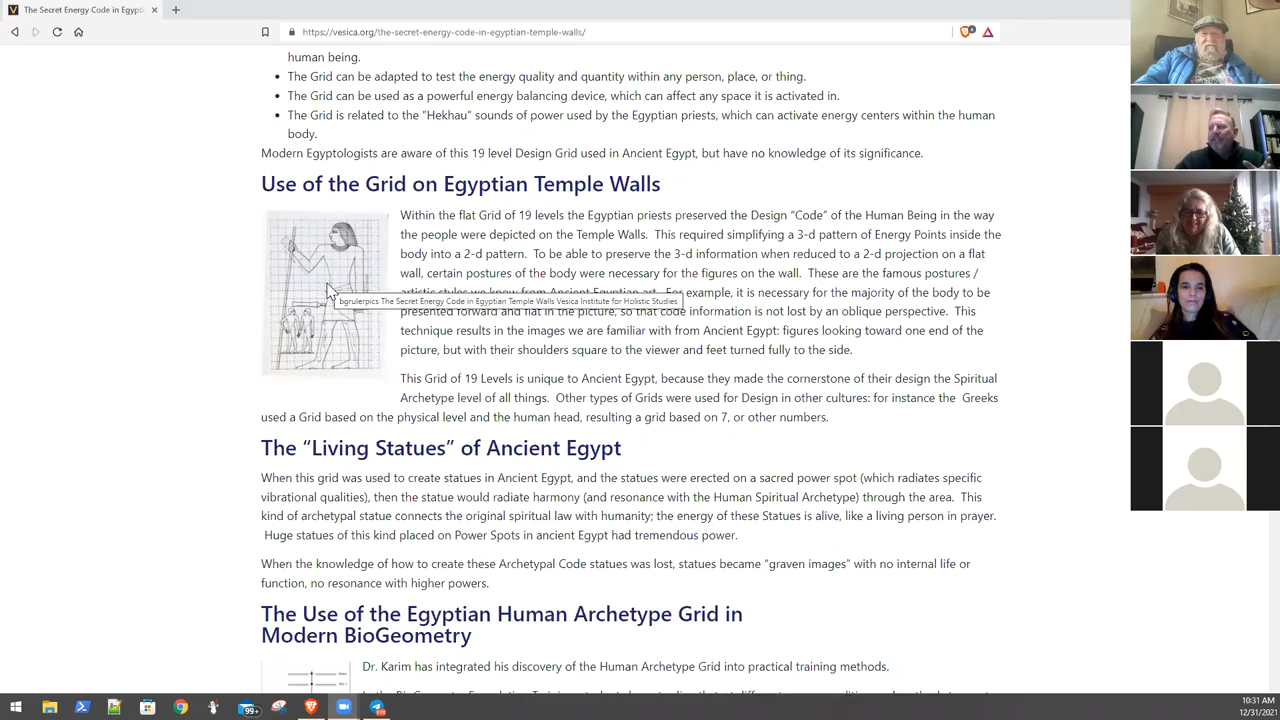 The Secret Energy Code in Egypti
https://vesica.org/the-secret-energy-code-in-egyptian-temple-walls/
human being.
• The Grid can be adapted to test the energy quality and quantity within any person, place, or thing.
• The Grid can be used as a powerful energy balancing device, which can affect any space it is activated in.
• The Grid is related to the “Hekhau” sounds of power used by the Egyptian priests, which can activate energy centers within the human
body.
Modern Egyptologists are aware of this 19 level Design Grid used in Ancient Egypt, but have no knowledge of its significance.
Use of the Grid on Egyptian Temple Walls
Within the flat Grid of 19 levels the Egyptian priests preserved the Design “Code” of the Human Being in the way
the people were depicted on the Temple Walls. This required simplifying a 3-d pattern of Energy Points inside the
body into a 2-d pattern. To be able to preserve the 3-d information when reduced to a 2-d projection on a flat
wall, certain postures of the body were necessary for the figures on the wall. These are the famous postures /
artistic styles we know from Ancient Egyptian art. For example, it is necessary for the majority of the body to be
bgrulerpics The Secret Energy Code in Egyptian Temple Walls Vesica Institute for Holistic Studies
presented forward and flat in the picture, so that code information is not lost by an oblique perspective. This
technique results in the images we are familiar with from Ancient Egypt: figures looking toward one end of the
picture, but with their shoulders square to the viewer and feet turned fully to the side.
This Grid of 19 Levels is unique to Ancient Egypt, because they made the cornerstone of their design the Spiritual
Archetype level of all things. Other types of Grids were used for Design in other cultures: for instance the Greeks
used a Grid based on the physical level and the human head, resulting a grid based on 7, or other numbers.
The “Living Statues” of Ancient Egypt
When this grid was used to create statues in Ancient Egypt, and the statues were erected on a sacred power spot (which radiates specific
vibrational qualities), then the statue would radiate harmony (and resonance with the Human Spiritual Archetype) through the area. This
kind of archetypal statue connects the original spiritual law with humanity; the energy of these Statues is alive, like a living person in prayer.
Huge statues of this kind placed on Power Spots in ancient Egypt had tremendous power.
When the knowledge of how to create these Archetypal Code statues was lost, statues became “graven images” with no internal life or
function, no resonance with higher powers.
The Use of the Egyptian Human Archetype Grid in
Modern BioGeometry
Dr. Karim has integrated his discovery of the Human Archetype Grid into practical training methods.
99+
10:31 AM
12/31/2021